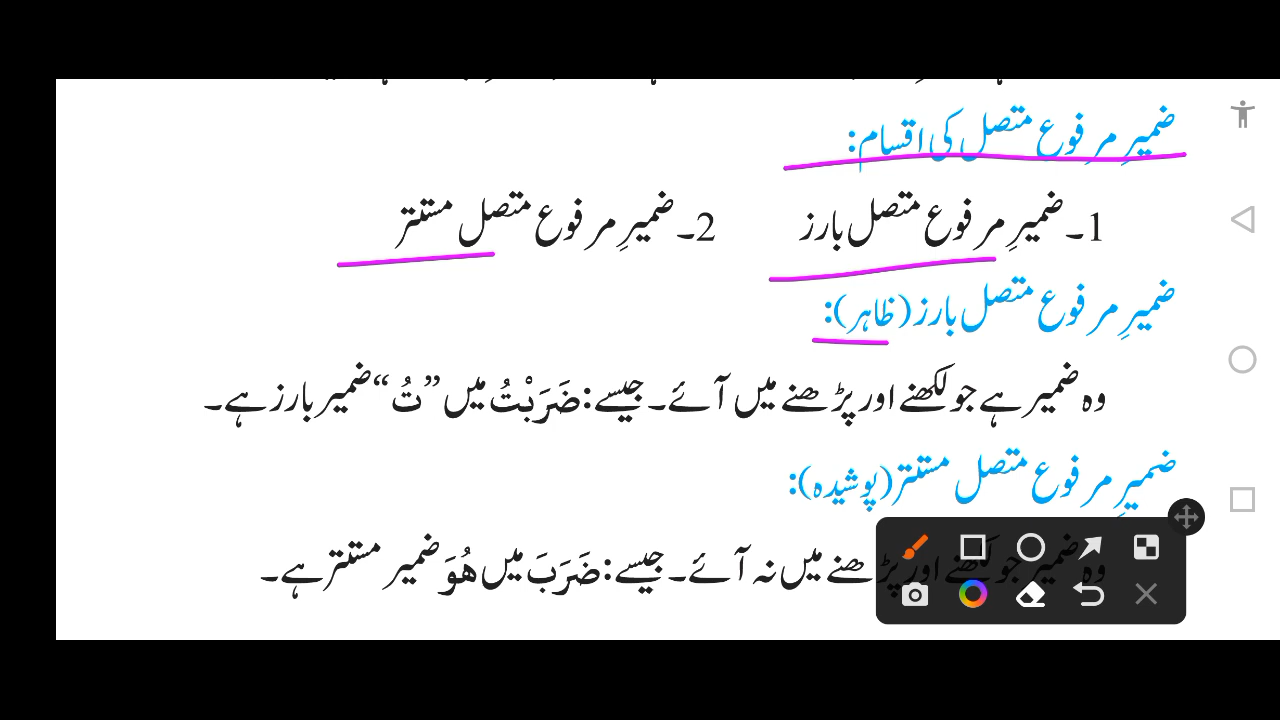 ضمیرِ مرفوع متصل کی اقسام:
1۔ضمیرِ مرفوع متصل بارز 2۔ضمیرِ مرفوع متصل مستتر
ضمیرِ مرفوع متصل بارز(ظاہر):
وہ ضمیر ہے جو لکھنے اور پڑھنے میں آئے۔ جیسے: ضَرَبْتُ میں ”تُ“ ضمیر بارز ہے۔
ضمیرِ مرفوع متصل مستتر(پوشیدہ):
وہ ضمیر جو لکھنے اور پڑھنے میں نہ آئے۔ جیسے: ضَرَبَ میں ھُوَ ضمیر مستتر ہے۔